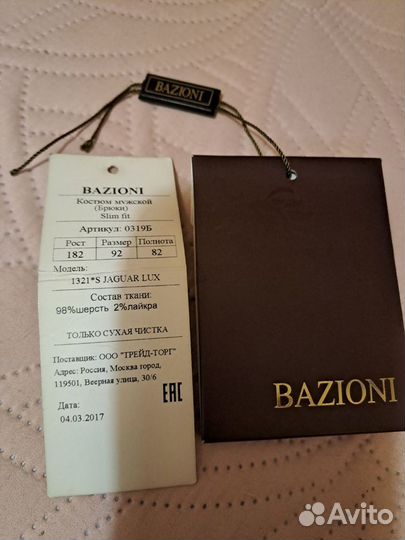 BAZIONI
BAZIONI
Костюм мужской
(Брюки)
Slim fit
Артикул: 0319Б
Рост Размер Полнота
182 92 82
Модель:
1321*S JAGUAR LUX
Состав ткани:
98%шерсть 2%лайкра
ТОЛЬКО СУХАЯ ЧИСТКА
Поставщик: ООО "ТРЕЙД-ТОРГ"
Адрес: Россия, Москва город,
119501, Веерная улица, 30/6
EAC
Дата:
04.03.2017
BAZIONI
Avito